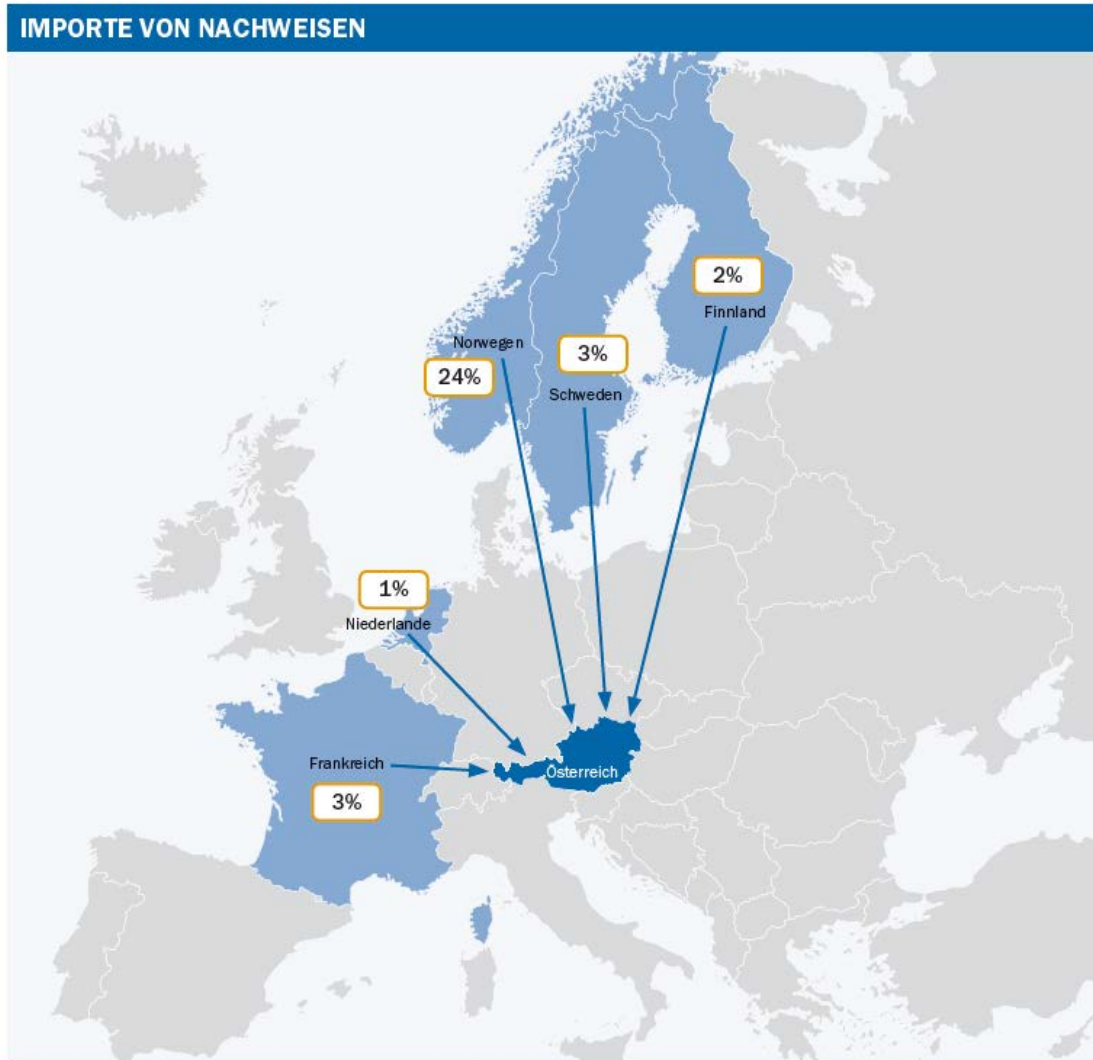 IMPORTE VON NACHWEISEN
2%
Finnland
Norwegen
24%
3%
Schweden
1%
Niederlande
Frankreich
3%
Österreich